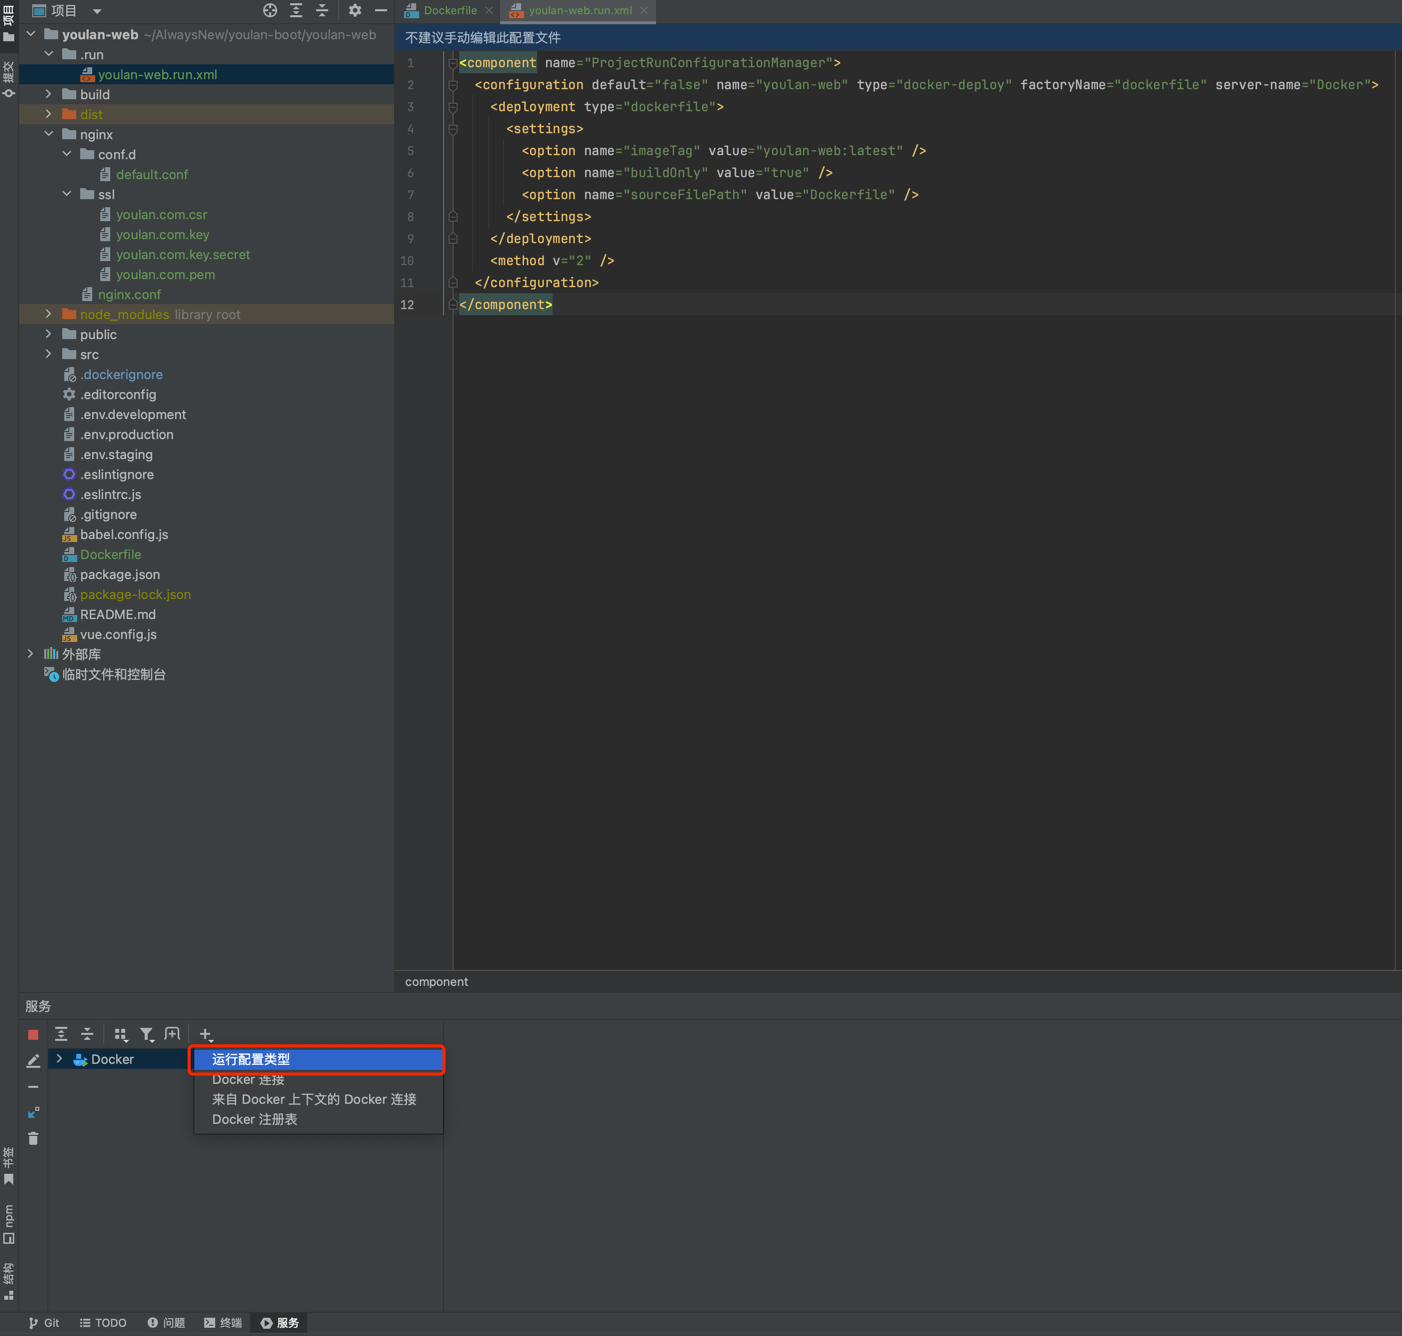 项目
Dockerfile
youlan-web.run.xml
项目
提交
youlan-web ~/AlwaysNew/youlan-boot/youlan-web
.run
youlan-web.run.xml
build
dist
nginx
conf.d
default.conf
ssl
youlan.com.csr
youlan.com.key
youlan.com.key.secret
youlan.com.pem
nginx.conf
node_modules library root
public
src
.dockerignore
.editorconfig
.env.development
.env.production
.env.staging
.eslintignore
.eslintrc.js
.gitignore
babel.config.js
Dockerfile
package.json
package-lock.json
README.md
vue.config.js
外部库
临时文件和控制台
不建议手动编辑此配置文件
1 <component name="ProjectRunConfigurationManager">
2 <configuration default="false" name="youlan-web" type="docker-deploy" factoryName="dockerfile" server-name="Docker">
3 <deployment type="dockerfile">
4 <settings>
5 <option name="imageTag" value="youlan-web:latest" />
6 <option name="buildOnly" value="true" />
7 <option name="sourceFilePath" value="Dockerfile" />
8 </settings>
9 </deployment>
10 <method v="2" />
11 </configuration>
12 </component>
component
服务
Docker
运行配置类型
Docker 连接
来自 Docker 上下文的 Docker 连接
Docker 注册表
书签
npm
结构
Git
TODO
问题
终端
服务